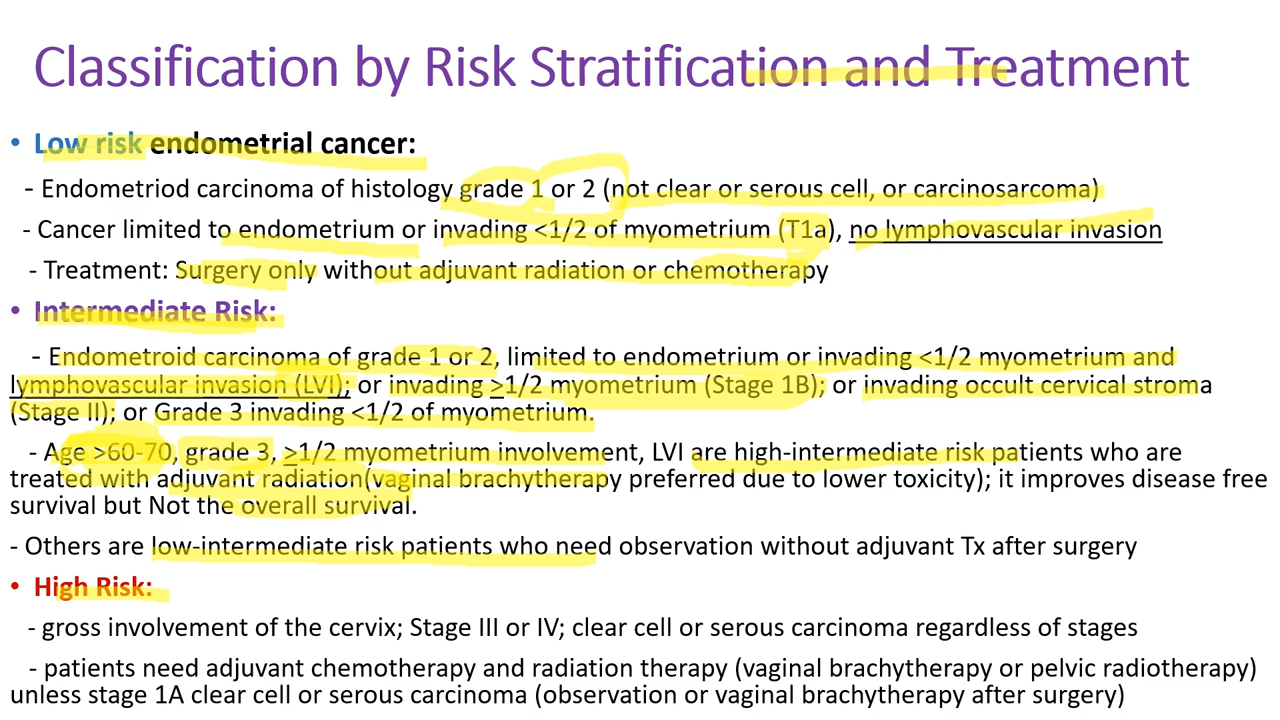 Classification by Risk Stratification and Treatment
• Low risk endometrial cancer:
- Endometriod carcinoma of histology grade 1 or 2 (not clear or serous cell, or carcinosarcoma)
- Cancer limited to endometrium or invading <1/2 of myometrium (T1a), no lymphovascular invasion
- Treatment: Surgery only without adjuvant radiation or chemotherapy
• Intermediate Risk:
- Endometroid carcinoma of grade 1 or 2, limited to endometrium or invading <1/2 myometrium and
lymphovascular invasion (LVI); or invading >1/2 myometrium (Stage 1B); or invading occult cervical stroma
(Stage II); or Grade 3 invading <1/2 of myometrium.
- Age >60-70, grade 3, >1/2 myometrium involvement, LVI are high-intermediate risk patients who are
treated with adjuvant radiation(vaginal brachytherapy preferred due to lower toxicity); it improves disease free
survival but Not the overall survival.
- Others are low-intermediate risk patients who need observation without adjuvant Tx after surgery
• High Risk:
- gross involvement of the cervix; Stage III or IV; clear cell or serous carcinoma regardless of stages
- patients need adjuvant chemotherapy and radiation therapy (vaginal brachytherapy or pelvic radiotherapy)
unless stage 1A clear cell or serous carcinoma (observation or vaginal brachytherapy after surgery)